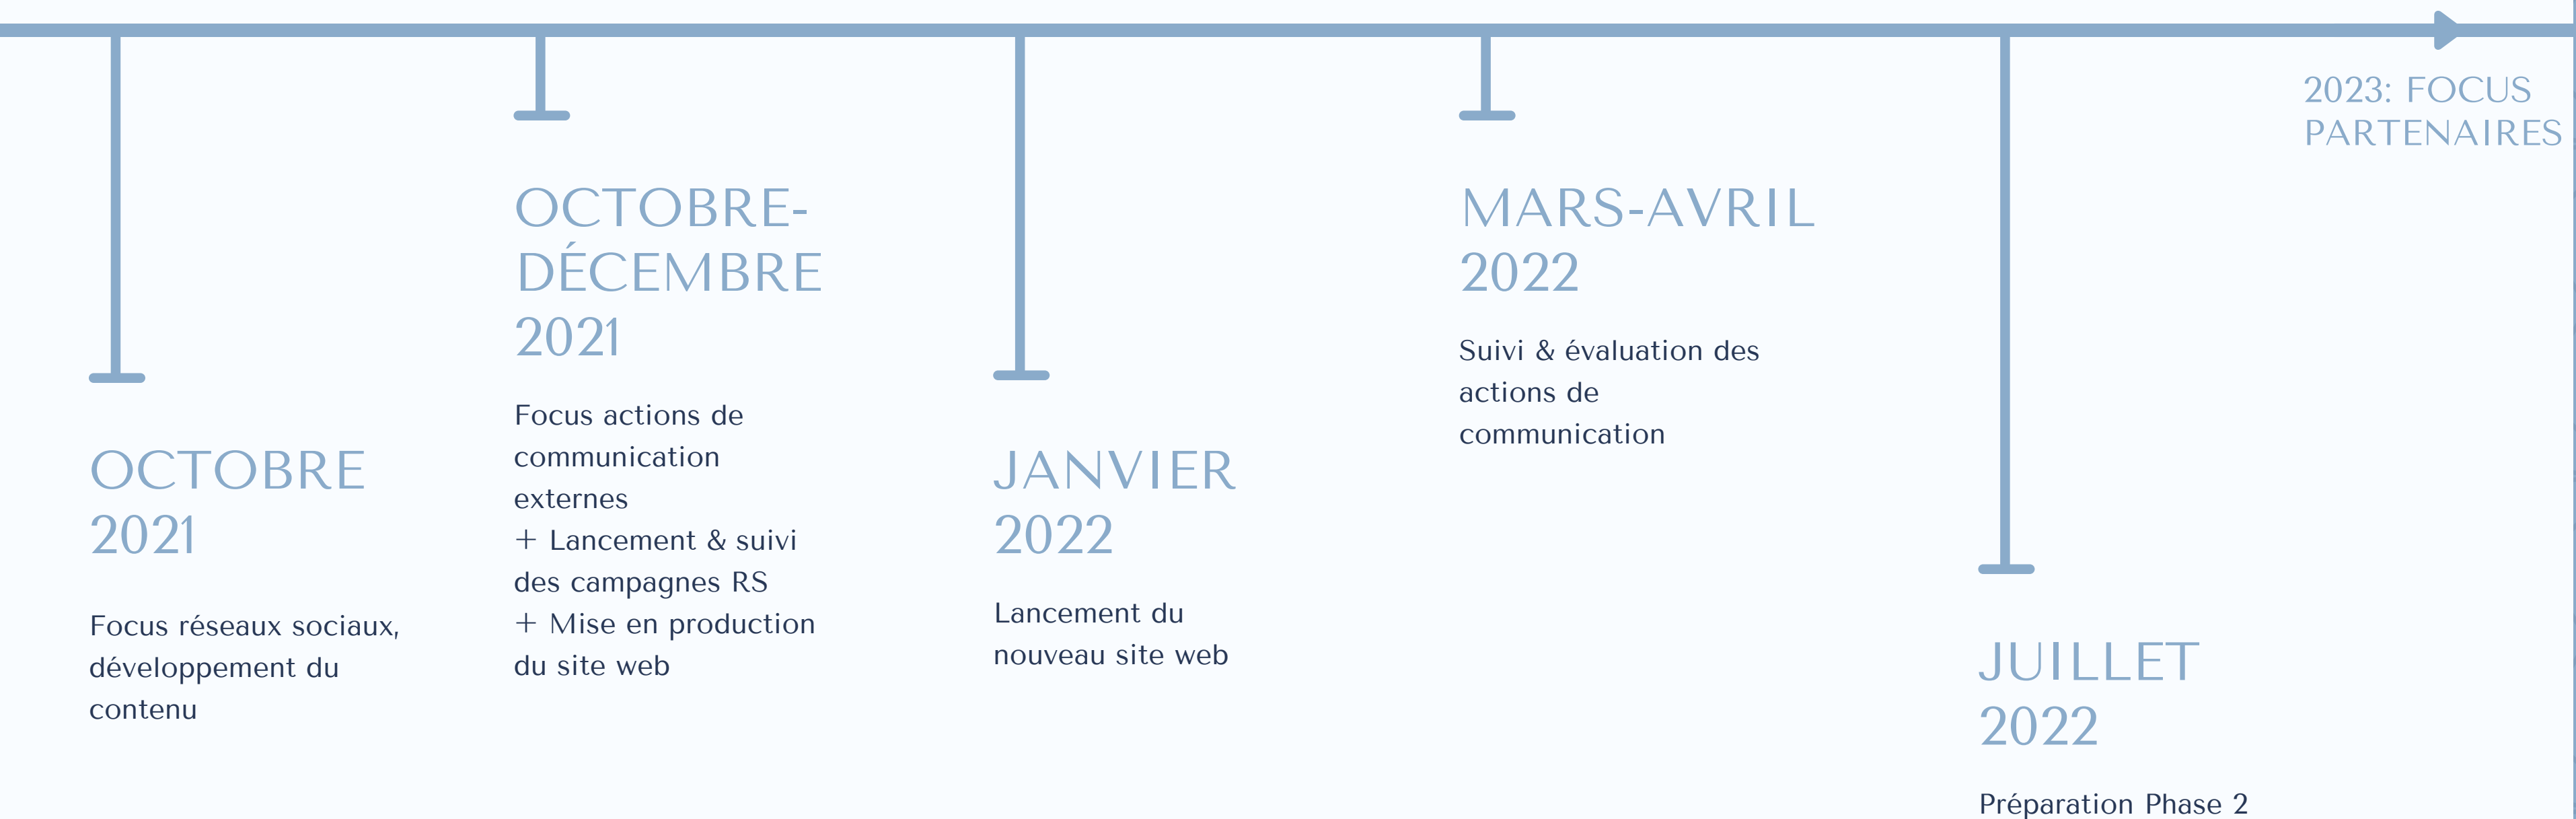 OCTOBRE
2021
Focus réseaux sociaux,
développement du
contenu
OCTOBRE-
DÉCEMBRE
2021
Focus actions de
communication
externes
+ Lancement & suivi
des campagnes RS
+ Mise en production
du site web
JANVIER
2022
Lancement du
nouveau site web
MARS-AVRIL
2022
Suivi & évaluation des
actions de
communication
JUILLET
2022
Préparation Phase 2
2023: FOCUS
PARTENAIRES